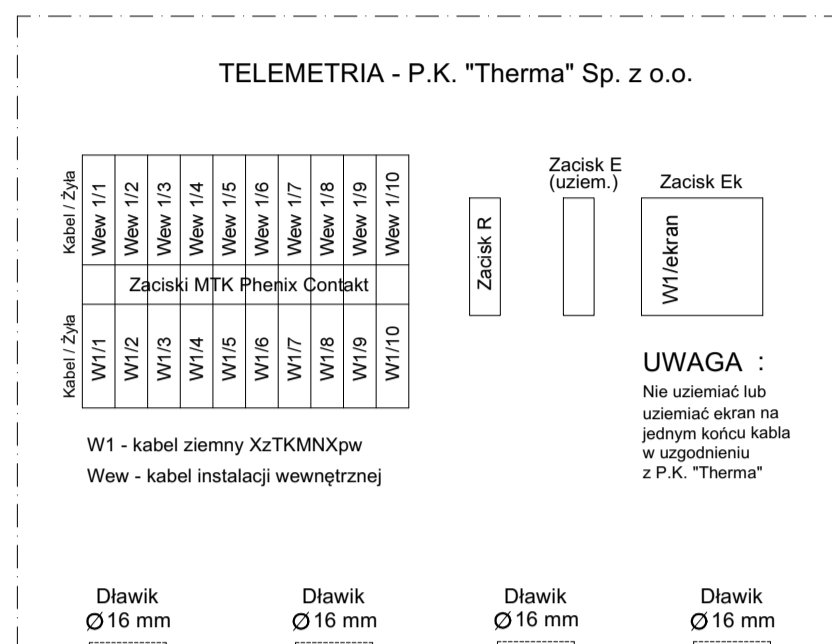 TELEMETRIA - P.K. "Therma" Sp. z o.o.
Kabel / Żyła
Wew 1/1
Wew 1/2
Wew 1/3
Wew 1/4
Wew 1/5
Wew 1/6
Wew 1/7
Wew 1/8
Wew 1/9
Wew 1/10
Zaciski MTK Phenix Contakt
Kabel / Żyła
W1/1
W1/2
W1/3
W1/4
W1/5
W1/6
W1/7
W1/8
W1/9
W1/10
Zacisk R
Zacisk E
(uziem.)
Zacisk Ek
W1/ekran
UWAGA :
Nie uziemiać lub
uziemiać ekran na
jednym końcu kabla
w uzgodnieniu
z P.K. "Therma"
W1 - kabel ziemny XzTKMNXpw
Wew - kabel instalacji wewnętrznej
Dławik
Ø 16 mm
Dławik
Ø 16 mm
Dławik
Ø 16 mm
Dławik
Ø 16 mm